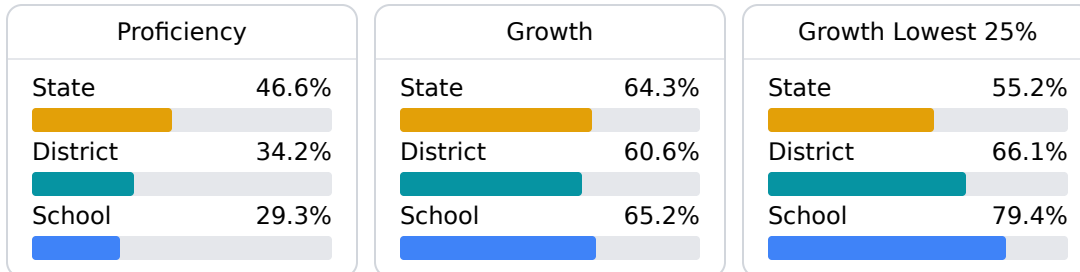 Proficiency
State 46.6%
District 34.2%
School 29.3%
Growth
State 64.3%
District 60.6%
School 65.2%
Growth Lowest 25%
State 55.2%
District 66.1%
School 79.4%